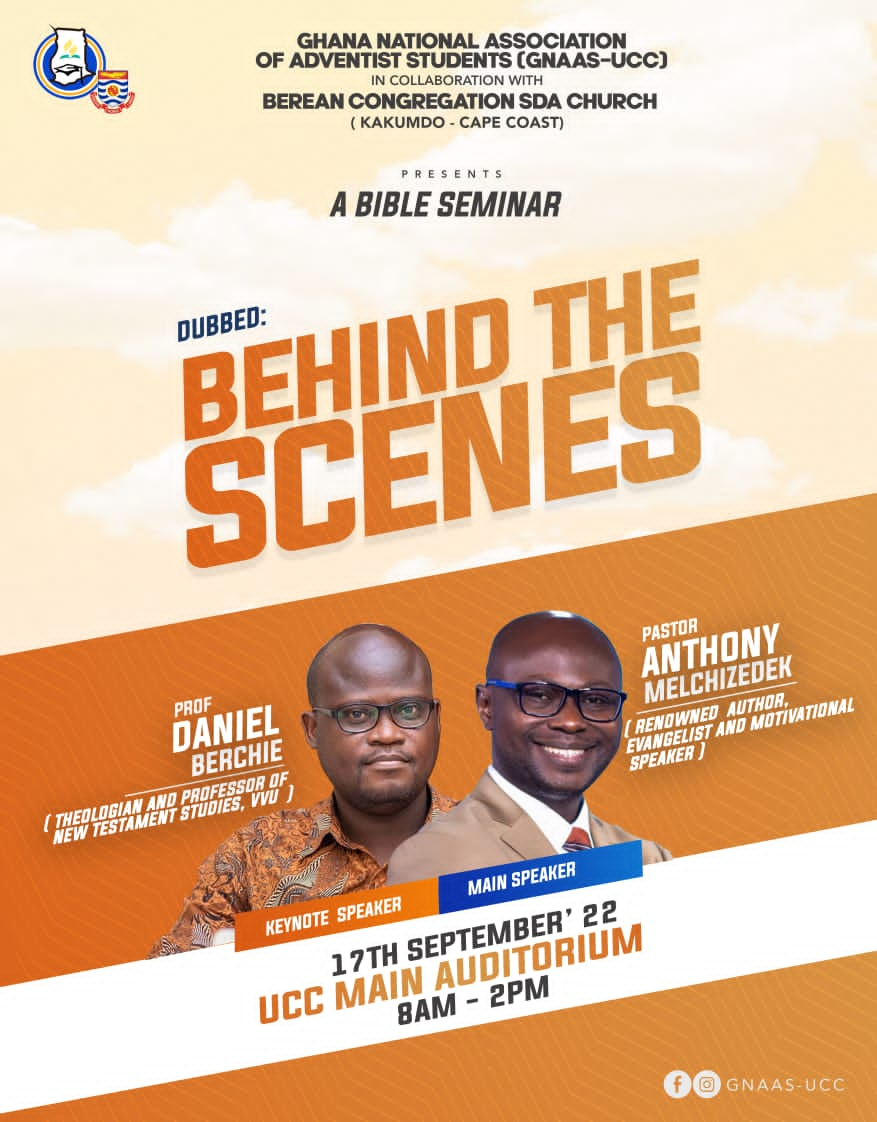 GHANA NATIONAL ASSOCIATION
OF ADVENTIST STUDENTS (GNAAS-UCC)
IN COLLABORATION WITH
BEREAN CONGREGATION SDA CHURCH
( KAKUMDO - CAPE COAST)
PRESENTS
A BIBLE SEMINAR
DUBBED:
BEHIND THE
SCENES
PROF
DANIEL
BERCHIE
( THEOLOGIAN AND PROFESSOR OF
NEW TESTAMENT STUDIES, VVU )
PASTOR
ANTHONY
MELCHIZEDEK
( RENOWNED AUTHOR,
EVANGELIST AND MOTIVATIONAL
SPEAKER )
KEYNOTE SPEAKER
MAIN SPEAKER
17TH SEPTEMBER' 22
UCC MAIN AUDITORIUM
8AM - 2PM
GNAAS-UCC